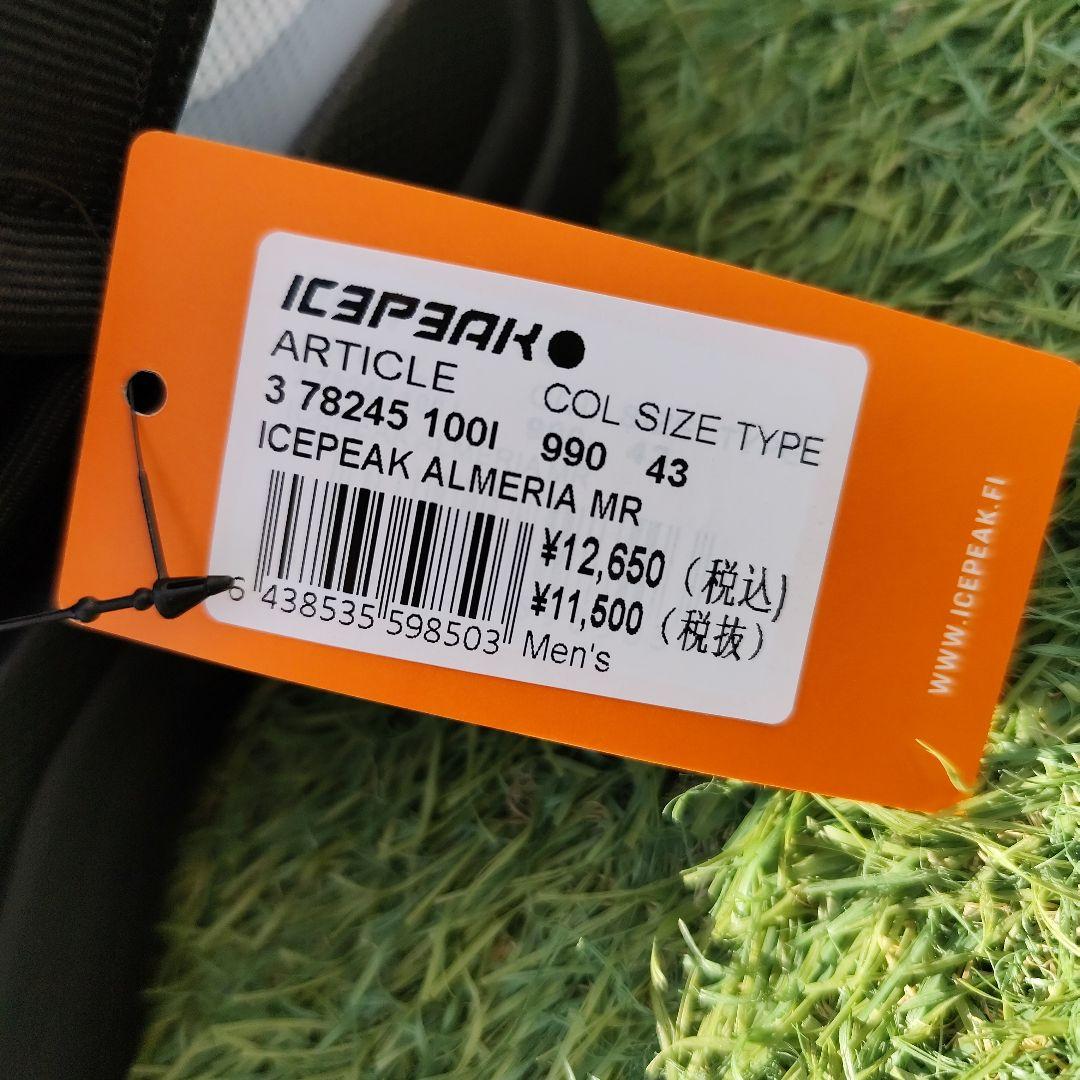 ICEPEAK
ARTICLE COL SIZE TYPE
3 78245 100I 990 43
ICEPEAK ALMERIA MR
¥12,650 (税込)
¥11,500 (税抜)
6 438535 598503 Men's
WWW.ICEPEAK.FI